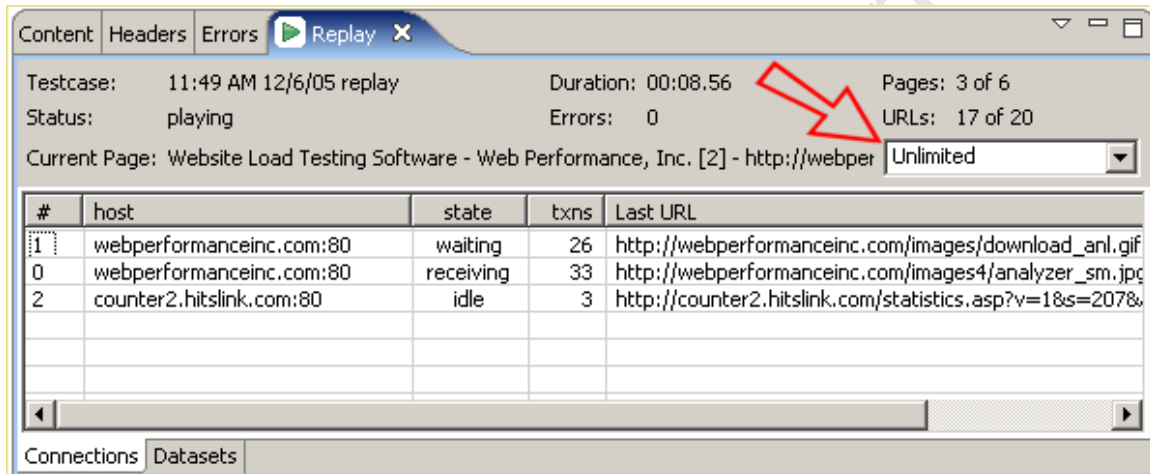 Content Headers Errors Replay
Testcase: 11:49 AM 12/6/05 replay Duration: 00:08.56 Pages: 3 of 6
Status: playing Errors: 0 URLs: 17 of 20
Current Page: Website Load Testing Software - Web Performance, Inc. [2] - http://webper Unlimited
# host state txns Last URL
1 webperformanceinc.com:80 waiting 26 http://webperformanceinc.com/images/download_anl.gif
0 webperformanceinc.com:80 receiving 33 http://webperformanceinc.com/images4/analyzer_sm.jpg
2 counter2.hitslink.com:80 idle 3 http://counter2.hitslink.com/statistics.asp?v=1&s=207&
Connections Datasets